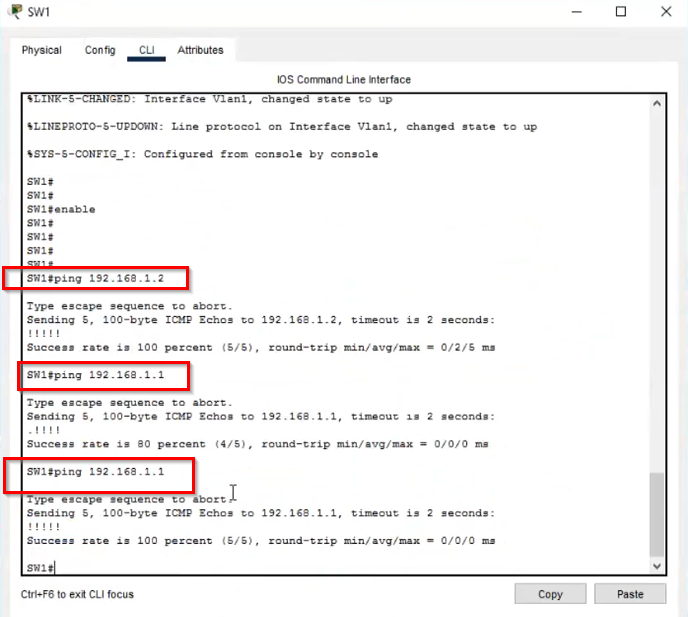 SW1
Physical Config CLI Attributes
IOS Command Line Interface
%LINK-5-CHANGED: Interface Vlan1, changed state to up
%LINEPROTO-5-UPDOWN: Line protocol on Interface Vlan1, changed state to up
%SYS-5-CONFIG_I: Configured from console by console
SW1#
SW1#
SW1#enable
SW1#
SW1#
SW1#
SW1#
SW1#ping 192.168.1.2
Type escape sequence to abort.
Sending 5, 100-byte ICMP Echos to 192.168.1.2, timeout is 2 seconds:
!!!!!
Success rate is 100 percent (5/5), round-trip min/avg/max = 0/2/5 ms
SW1#ping 192.168.1.1
Type escape sequence to abort.
Sending 5, 100-byte ICMP Echos to 192.168.1.1, timeout is 2 seconds:
.!!!!
Success rate is 80 percent (4/5), round-trip min/avg/max = 0/0/0 ms
SW1#ping 192.168.1.1
Type escape sequence to abort.
Sending 5, 100-byte ICMP Echos to 192.168.1.1, timeout is 2 seconds:
!!!!!
Success rate is 100 percent (5/5), round-trip min/avg/max = 0/0/0 ms
SW1#
Ctrl+F6 to exit CLI focus
Copy Paste